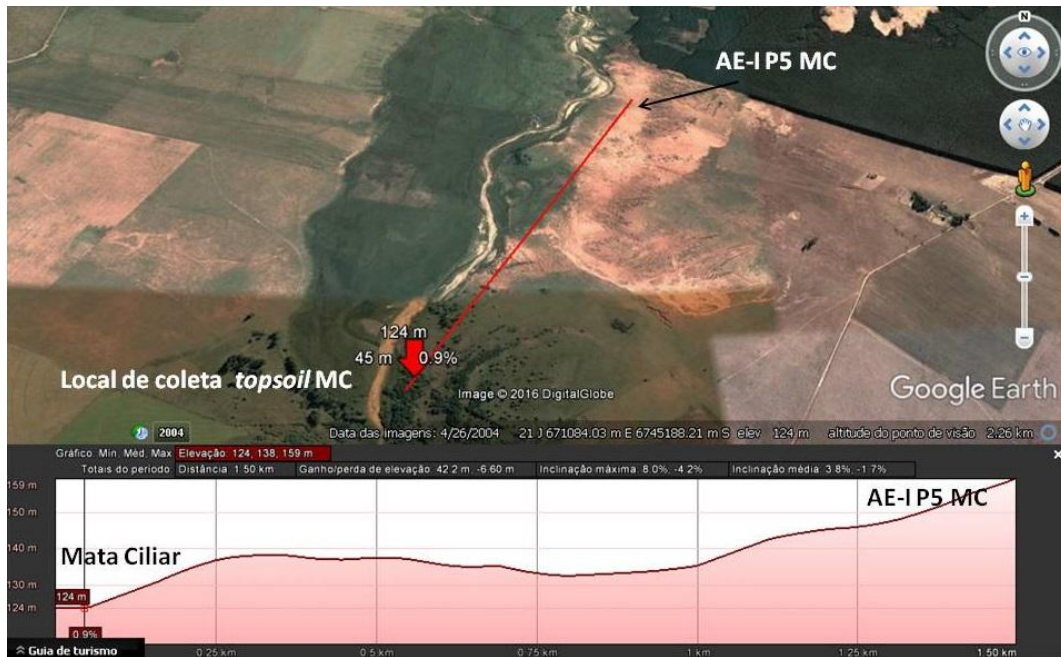 N
AE-I P5 MC
124 m
45 m 0.9%
Local de coleta topsoil MC
Image © 2016 DigitalGlobe
Google Earth
2004
Data das imagens: 4/26/2004 21 J 671084.03 m E 6745188.21 m S elev 124 m altitude do ponto de visão 2.26 km
Gráfico: Mín, Méd, Máx Elevação: 124, 138, 159 m
Totais do período: Distância: 1.50 km Ganho/perda de elevação: 42.2 m, -6.60 m Inclinação máxima: 8.0%, -4.2% Inclinação média: 3.8%, -1.7%
159 m
AE-I P5 MC
150 m
140 m
Mata Ciliar
130 m
124 m
124 m
0.9%
Guia de turismo
0.25 km 0.5 km 0.75 km 1 km 1.25 km 1.50 km